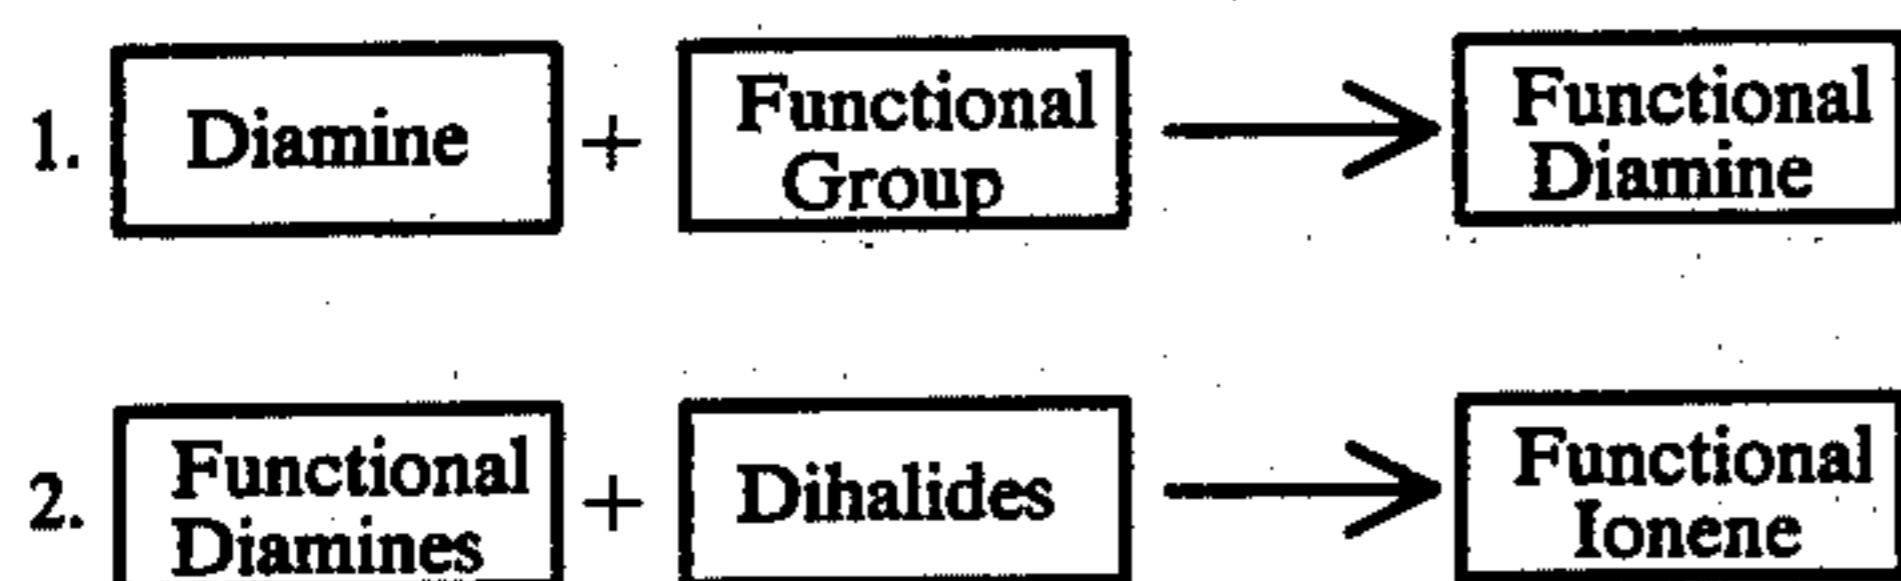 1. Diamine + Functional Group Functional Diamine
2. Functional Diamines + Dihalides Functional Ionene